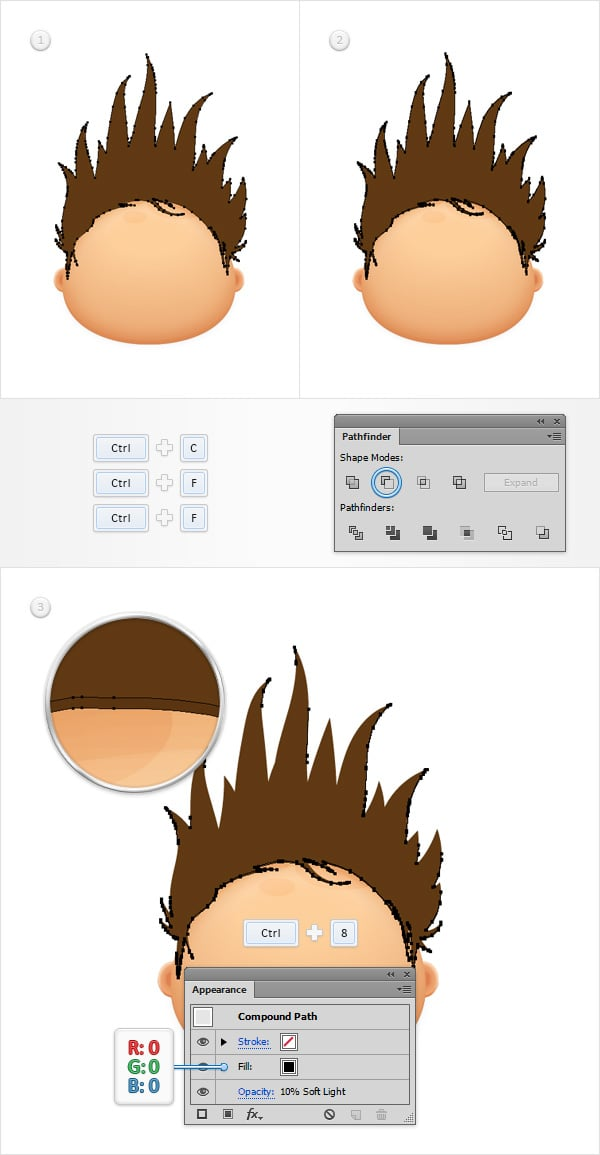 1
2
Ctrl + C
Ctrl + F
Ctrl + F
Pathfinder
Shape Modes:
Expand
Pathfinders:
3
Ctrl + 8
Appearance
Compound Path
Stroke:
Fill:
Opacity: 10% Soft Light
fx
R: 0
G: 0
B: 0